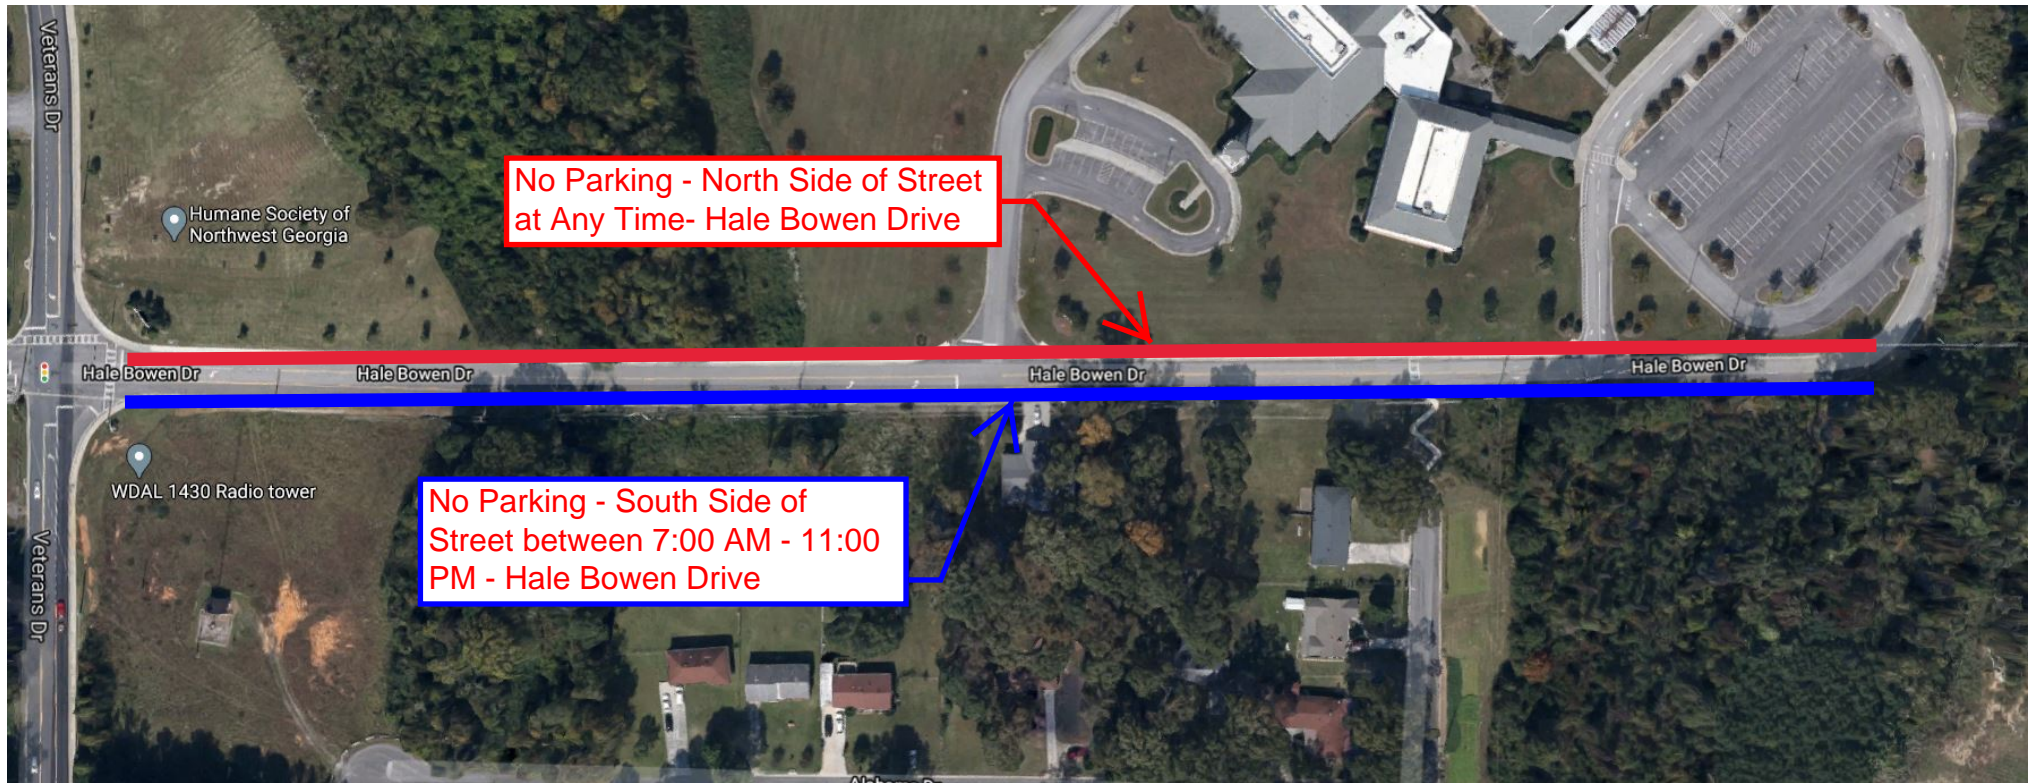 Veterans Dr
No Parking - North Side of Street
at Any Time- Hale Bowen Drive
Humane Society of
Northwest Georgia
Hale Bowen Dr
Hale Bowen Dr
Hale Bowen Dr
Hale Bowen Dr
WDAL 1430 Radio tower
No Parking - South Side of
Street between 7:00 AM - 11:00
PM - Hale Bowen Drive
Veterans Dr